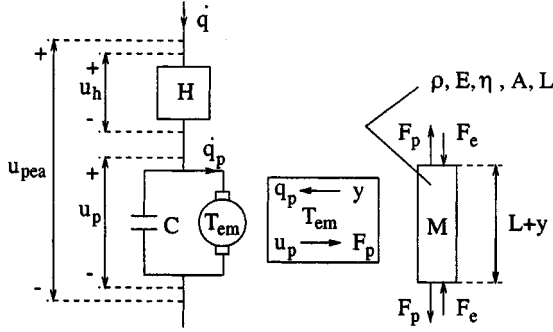 q̇
+
+
u_h
H
-
u_pea
+
q̇_p
u_p
C
T_em
-
-
q_p ← y
T_em
u_p → F_p
ρ, E, η , A, L
F_p F_e
M
L+y
F_p F_e